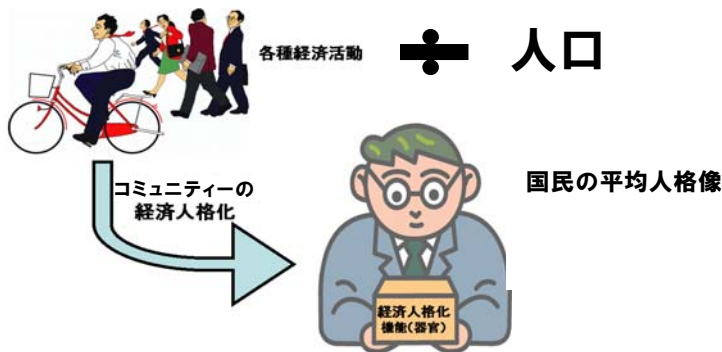 各種経済活動
÷ 人口
コミュニティーの
経済人格化
国民の平均人格像
経済人格化
機能(器官)